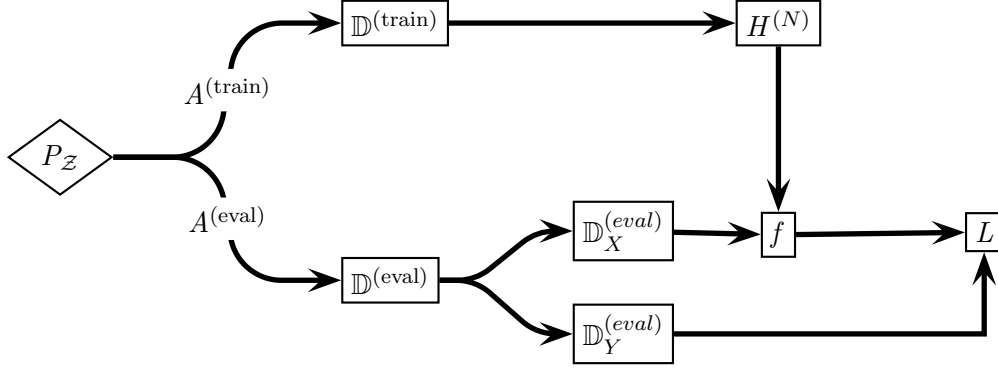 𝔻^(train)
H^(N)
A^(train)
P_𝒵
A^(eval)
𝔻_X^(eval)
f
L
𝔻^(eval)
𝔻_Y^(eval)